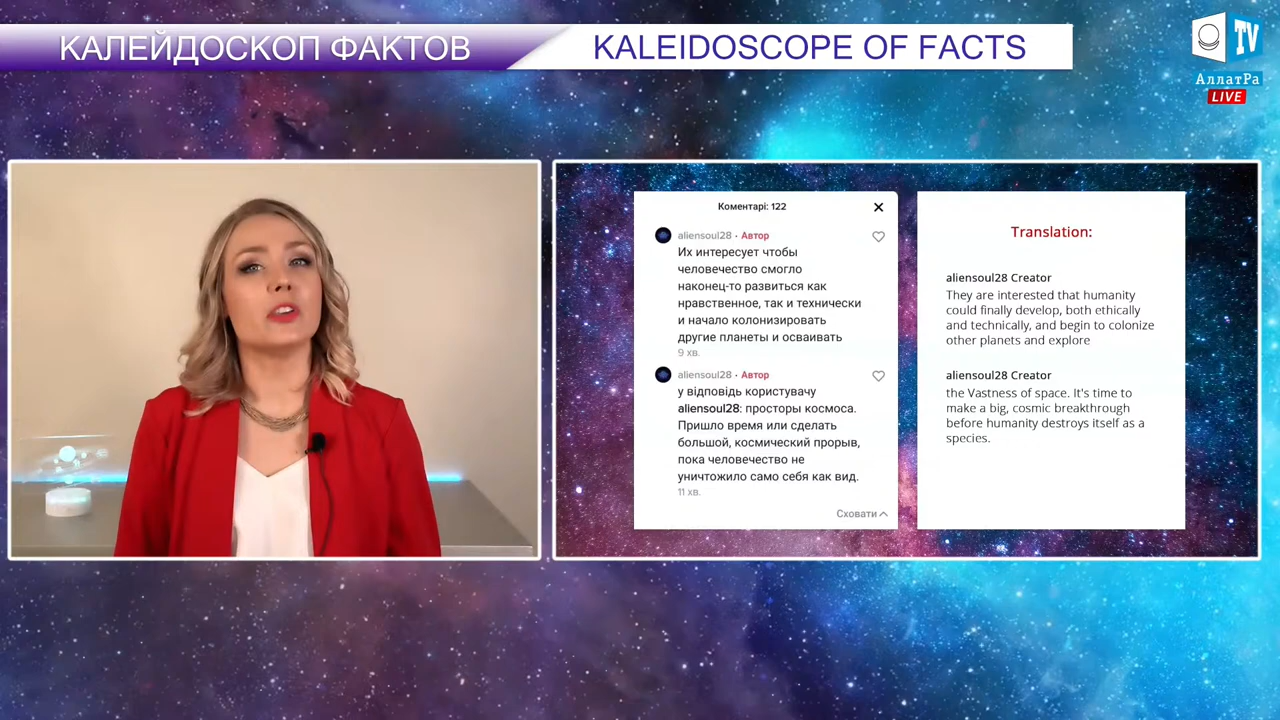 КАЛЕЙДОСКОП ФАКТОВ
KALEIDOSCOPE OF FACTS
TV
АллатРа
LIVE
Коментарі: 122
aliensoul28 · Автор
Их интересует чтобы
человечество смогло
наконец-то развиться как
нравственное, так и технически
и начало колонизировать
другие планеты и осваивать
9 хв.
aliensoul28 · Автор
у відповідь користувачу
aliensoul28: просторы космоса.
Пришло время или сделать
большой, космический прорыв,
пока человечество не
уничтожило само себя как вид.
11 хв.
Сховати
Translation:
aliensoul28 Creator
They are interested that humanity
could finally develop, both ethically
and technically, and begin to colonize
other planets and explore
aliensoul28 Creator
the Vastness of space. It's time to
make a big, cosmic breakthrough
before humanity destroys itself as a
species.